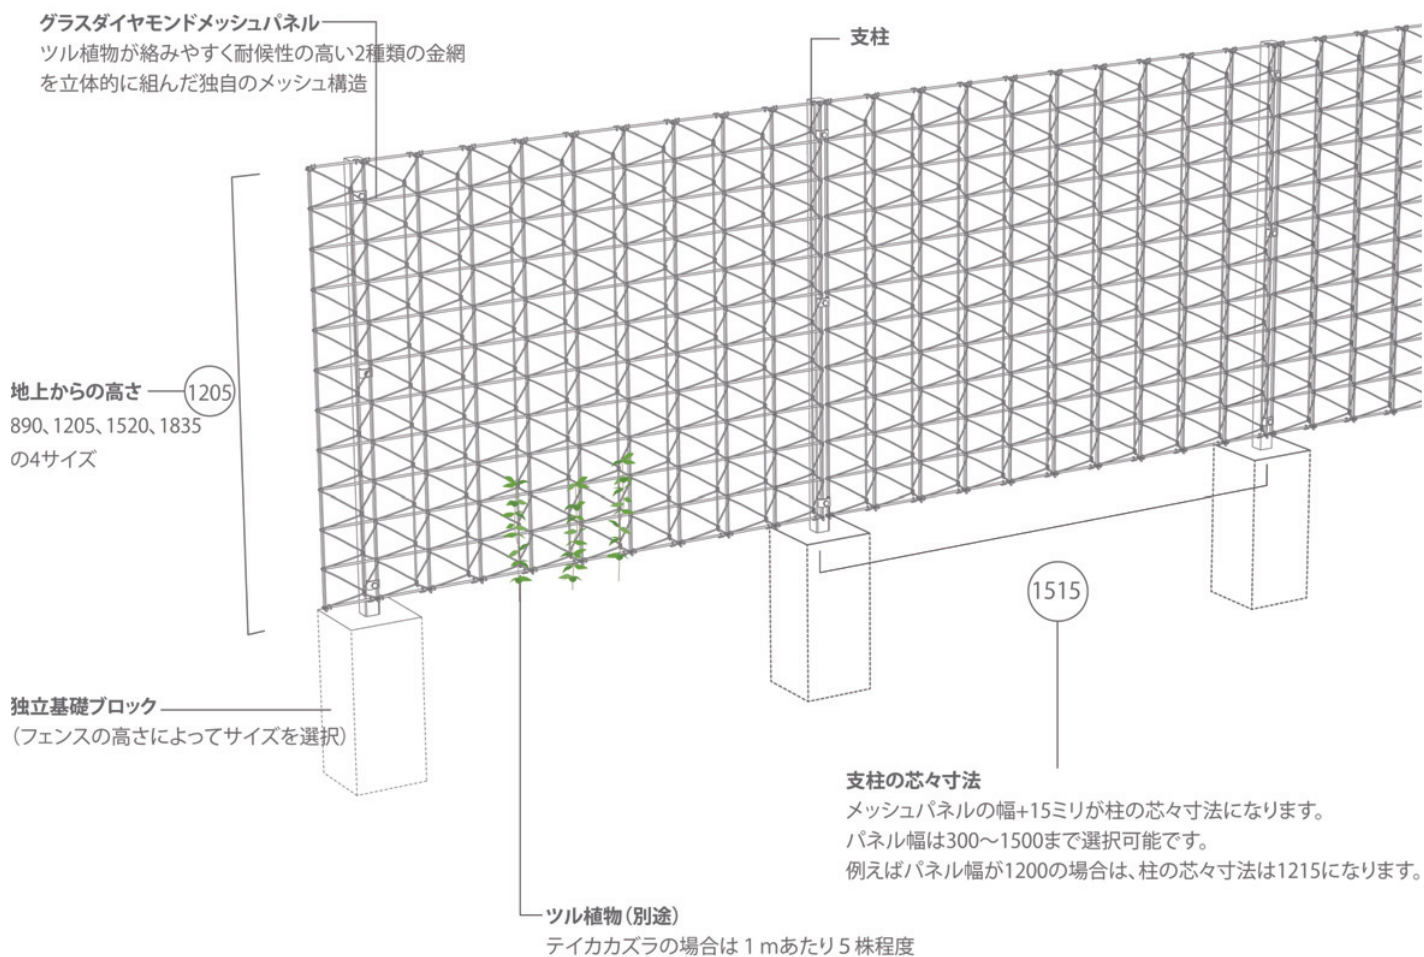 グラスダイヤモンドメッシュパネル
ツル植物が絡みやすく耐候性の高い2種類の金網
を立体的に組んだ独自のメッシュ構造
支柱
地上からの高さ
1205
890、1205、1520、1835
の4サイズ
1515
独立基礎ブロック
(フェンスの高さによってサイズを選択)
支柱の芯々寸法
メッシュパネルの幅+15ミリが柱の芯々寸法になります。
パネル幅は300〜1500まで選択可能です。
例えばパネル幅が1200の場合は、柱の芯々寸法は1215になります。
ツル植物(別途)
テイカカズラの場合は 1 mあたり 5 株程度